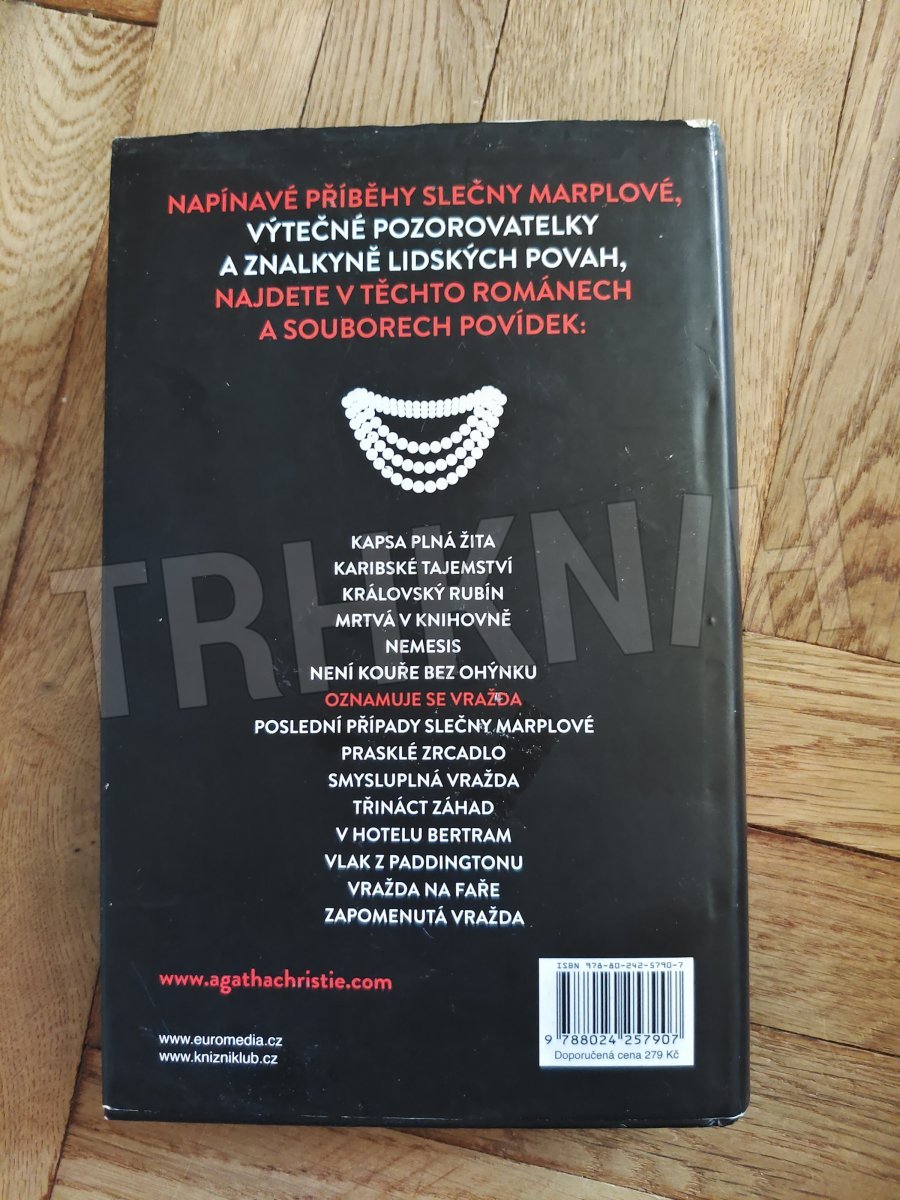 NAPÍNAVÉ PŘÍBĚHY SLEČNY MARPLOVÉ,
VÝTEČNÉ POZOROVATELKY
A ZNALKYNĚ LIDSKÝCH POVAH,
NAJDETE V TĚCHTO ROMÁNECH
A SOUBORECH POVÍDEK:
KAPSA PLNÁ ŽITA
KARIBSKÉ TAJEMSTVÍ
KRÁLOVSKÝ RUBÍN
MRTVÁ V KNIHOVNĚ
NEMESIS
NENÍ KOUŘE BEZ OHÝNKU
OZNAMUJE SE VRAŽDA
POSLEDNÍ PŘÍPADY SLEČNY MARPLOVÉ
PRASKLÉ ZRCADLO
SMYSLUPLNÁ VRAŽDA
TŘINÁCT ZÁHAD
V HOTELU BERTRAM
VLAK Z PADDINGTONU
VRAŽDA NA FAŘE
ZAPOMENUTÁ VRAŽDA
TRHKNIH
www.agathachristie.com
www.euromedia.cz
www.knizniklub.cz
ISBN 978-80-242-5790-7
9 788024 257907
Doporučená cena 279 Kč